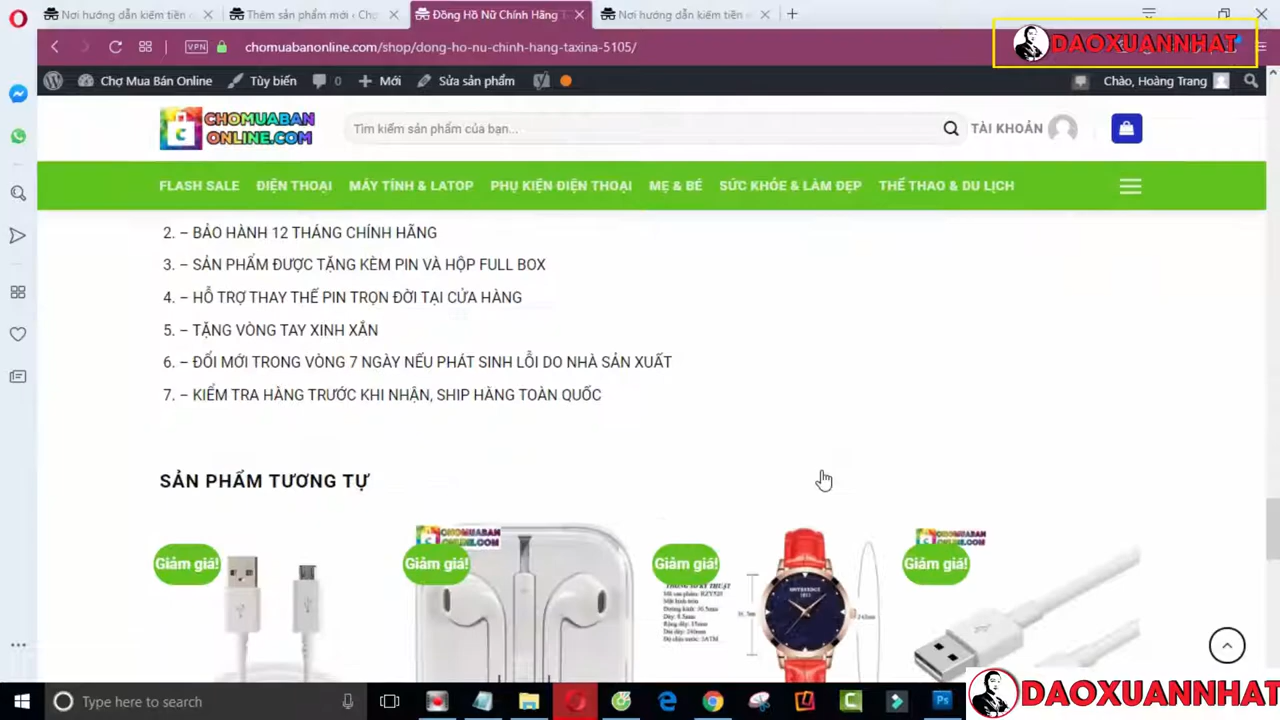 Nơi hướng dẫn kiếm tiền
Thêm sản phẩm mới ‹ Chợ
Đồng Hồ Nữ Chính Hãng T
Nơi hướng dẫn kiếm tiền
VPN
chomuabanonline.com/shop/dong-ho-nu-chinh-hang-taxina-5105/
DAOXUANNHAT
Chợ Mua Bán Online
Tùy biến
0
Mới
Sửa sản phẩm
Chào, Hoàng Trang
CHOMUABAN
ONLINE.COM
Tìm kiếm sản phẩm của bạn...
TÀI KHOẢN
FLASH SALE
ĐIỆN THOẠI
MÁY TÍNH & LATOP
PHỤ KIỆN ĐIỆN THOẠI
MẸ & BÉ
SỨC KHỎE & LÀM ĐẸP
THỂ THAO & DU LỊCH
2. – BẢO HÀNH 12 THÁNG CHÍNH HÃNG
3. – SẢN PHẨM ĐƯỢC TẶNG KÈM PIN VÀ HỘP FULL BOX
4. – HỖ TRỢ THAY THẾ PIN TRỌN ĐỜI TẠI CỬA HÀNG
5. – TẶNG VÒNG TAY XINH XẮN
6. – ĐỔI MỚI TRONG VÒNG 7 NGÀY NẾU PHÁT SINH LỖI DO NHÀ SẢN XUẤT
7. – KIỂM TRA HÀNG TRƯỚC KHI NHẬN, SHIP HÀNG TOÀN QUỐC
SẢN PHẨM TƯƠNG TỰ
Giảm giá!
CHOMUABAN
ONLINE.COM
Giảm giá!
Giảm giá!
CHOMUABAN
ONLINE.COM
Giảm giá!
Type here to search
DAOXUANNHAT